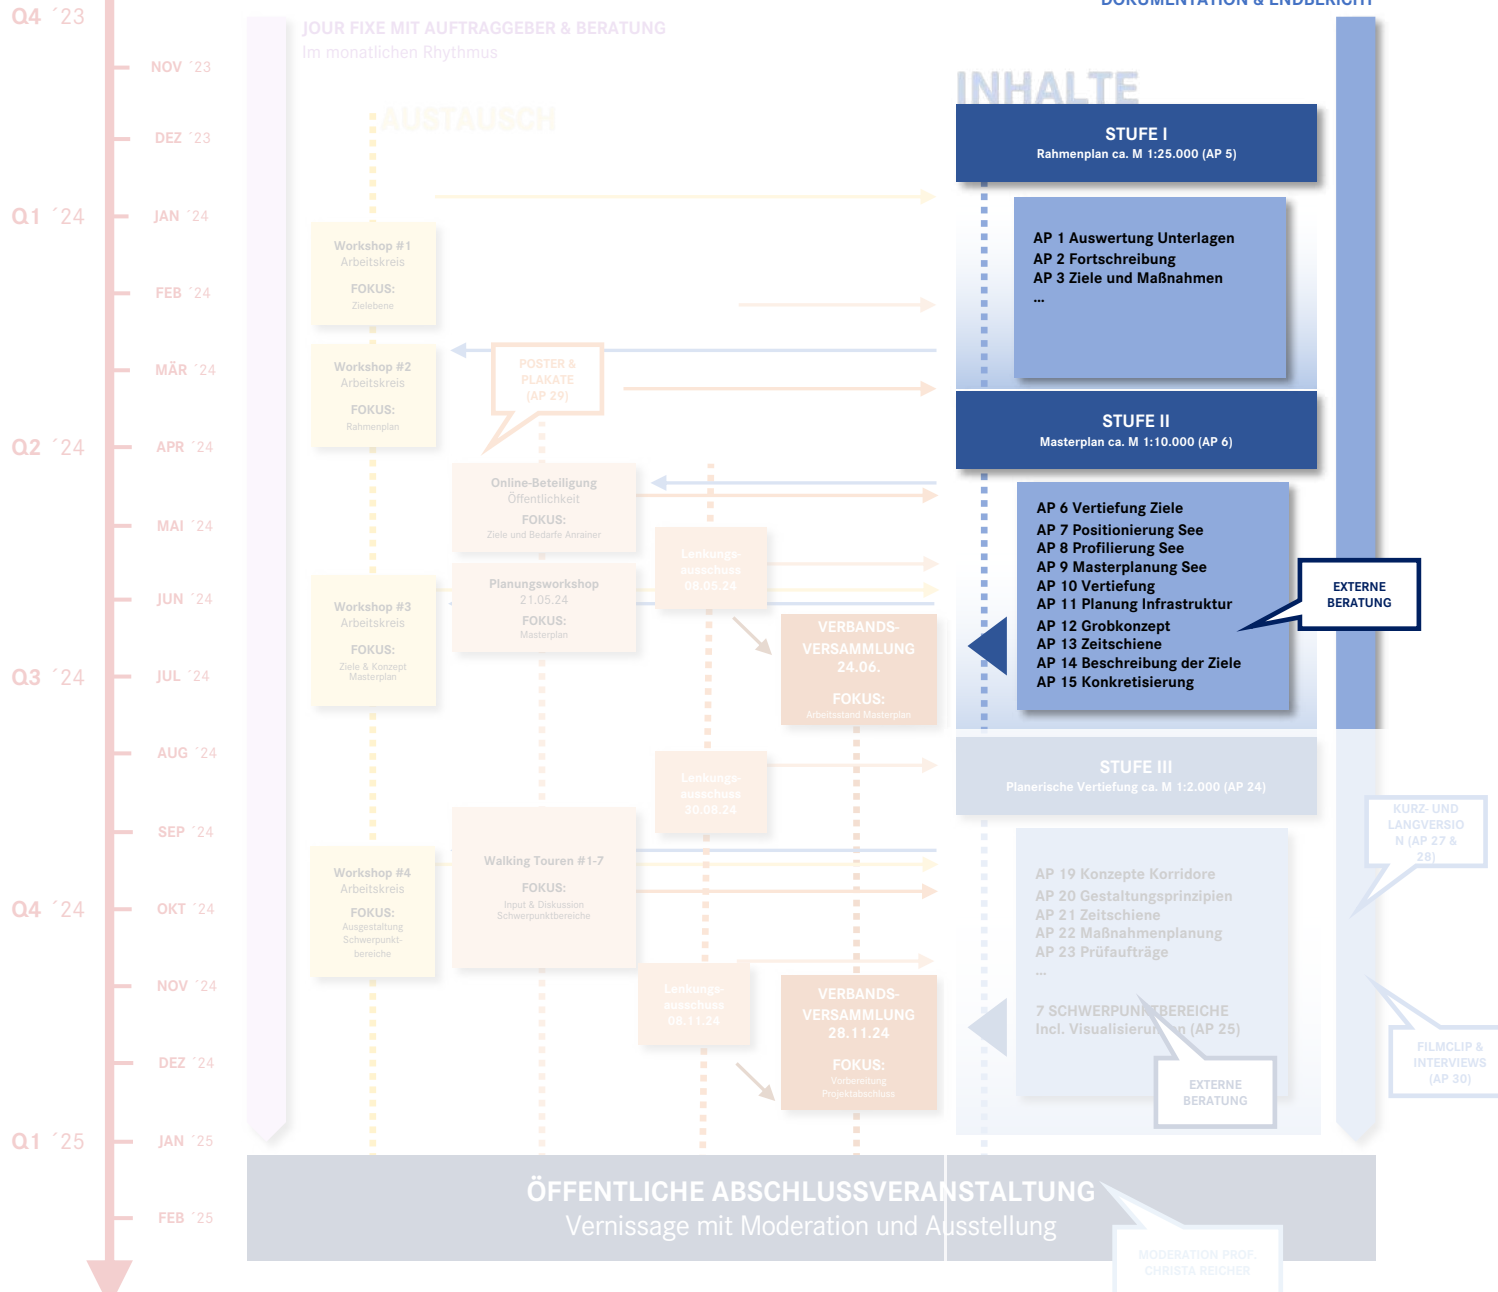 DOKUMENTATION & ENDBERICHT
Q4 ´23
JOUR FIXE MIT AUFTRAGGEBER & BERATUNG
Im monatlichen Rhythmus
NOV ´23
DEZ ´23
Q1 ´24
JAN ´24
FEB ´24
MÄR ´24
Q2 ´24
APR ´24
MAI ´24
JUN ´24
Q3 ´24
JUL ´24
AUG ´24
SEP ´24
Q4 ´24
OKT ´24
NOV ´24
DEZ ´24
Q1 ´25
JAN ´25
FEB ´25
AUSTAUSCH
Workshop #1
Arbeitskreis
FOKUS:
Zielebene
Workshop #2
Arbeitskreis
FOKUS:
Rahmenplan
Workshop #3
Arbeitskreis
FOKUS:
Ziele & Konzept
Masterplan
Workshop #4
Arbeitskreis
FOKUS:
Ausgestaltung
Schwerpunkt-
bereiche
POSTER &
PLAKATE
(AP 29)
Online-Beteiligung
Öffentlichkeit
FOKUS:
Ziele und Bedarfe Anrainer
Planungsworkshop
21.05.24
FOKUS:
Masterplan
Walking Touren #1-7
FOKUS:
Input & Diskussion
Schwerpunktbereiche
Lenkungs-
ausschuss
08.05.24
Lenkungs-
ausschuss
30.08.24
Lenkungs-
ausschuss
08.11.24
VERBANDS-
VERSAMMLUNG
24.06.
FOKUS:
Arbeitsstand Masterplan
VERBANDS-
VERSAMMLUNG
28.11.24
FOKUS:
Vorbereitung
Projektabschluss
INHALTE
STUFE I
Rahmenplan ca. M 1:25.000 (AP 5)
AP 1 Auswertung Unterlagen
AP 2 Fortschreibung
AP 3 Ziele und Maßnahmen
...
STUFE II
Masterplan ca. M 1:10.000 (AP 6)
AP 6 Vertiefung Ziele
AP 7 Positionierung See
AP 8 Profilierung See
AP 9 Masterplanung See
AP 10 Vertiefung
AP 11 Planung Infrastruktur
AP 12 Grobkonzept
AP 13 Zeitschiene
AP 14 Beschreibung der Ziele
AP 15 Konkretisierung
EXTERNE
BERATUNG
STUFE III
Planerische Vertiefung ca. M 1:2.000 (AP 24)
AP 19 Konzepte Korridore
AP 20 Gestaltungsprinzipien
AP 21 Zeitschiene
AP 22 Maßnahmenplanung
AP 23 Prüfaufträge
...
7 SCHWERPUNKTBEREICHE
Incl. Visualisierungen (AP 25)
EXTERNE
BERATUNG
KURZ- UND
LANGVERSIO
N (AP 27 &
28)
FILMCLIP &
INTERVIEWS
(AP 30)
ÖFFENTLICHE ABSCHLUSSVERANSTALTUNG
Vernissage mit Moderation und Ausstellung
MODERATION PROF.
CHRISTA REICHER